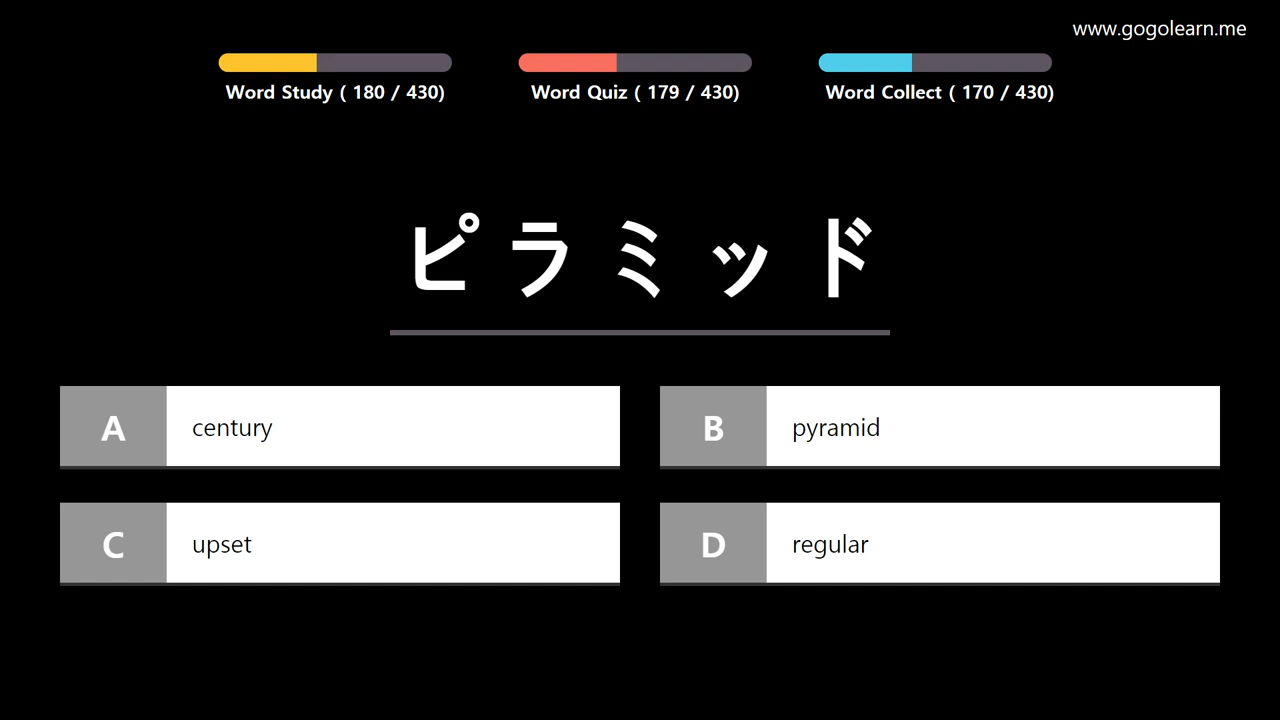 www.gogolearn.me
Word Study ( 180 / 430)
Word Quiz ( 179 / 430)
Word Collect ( 170 / 430)
ピラミッド
A century
B pyramid
C upset
D regular